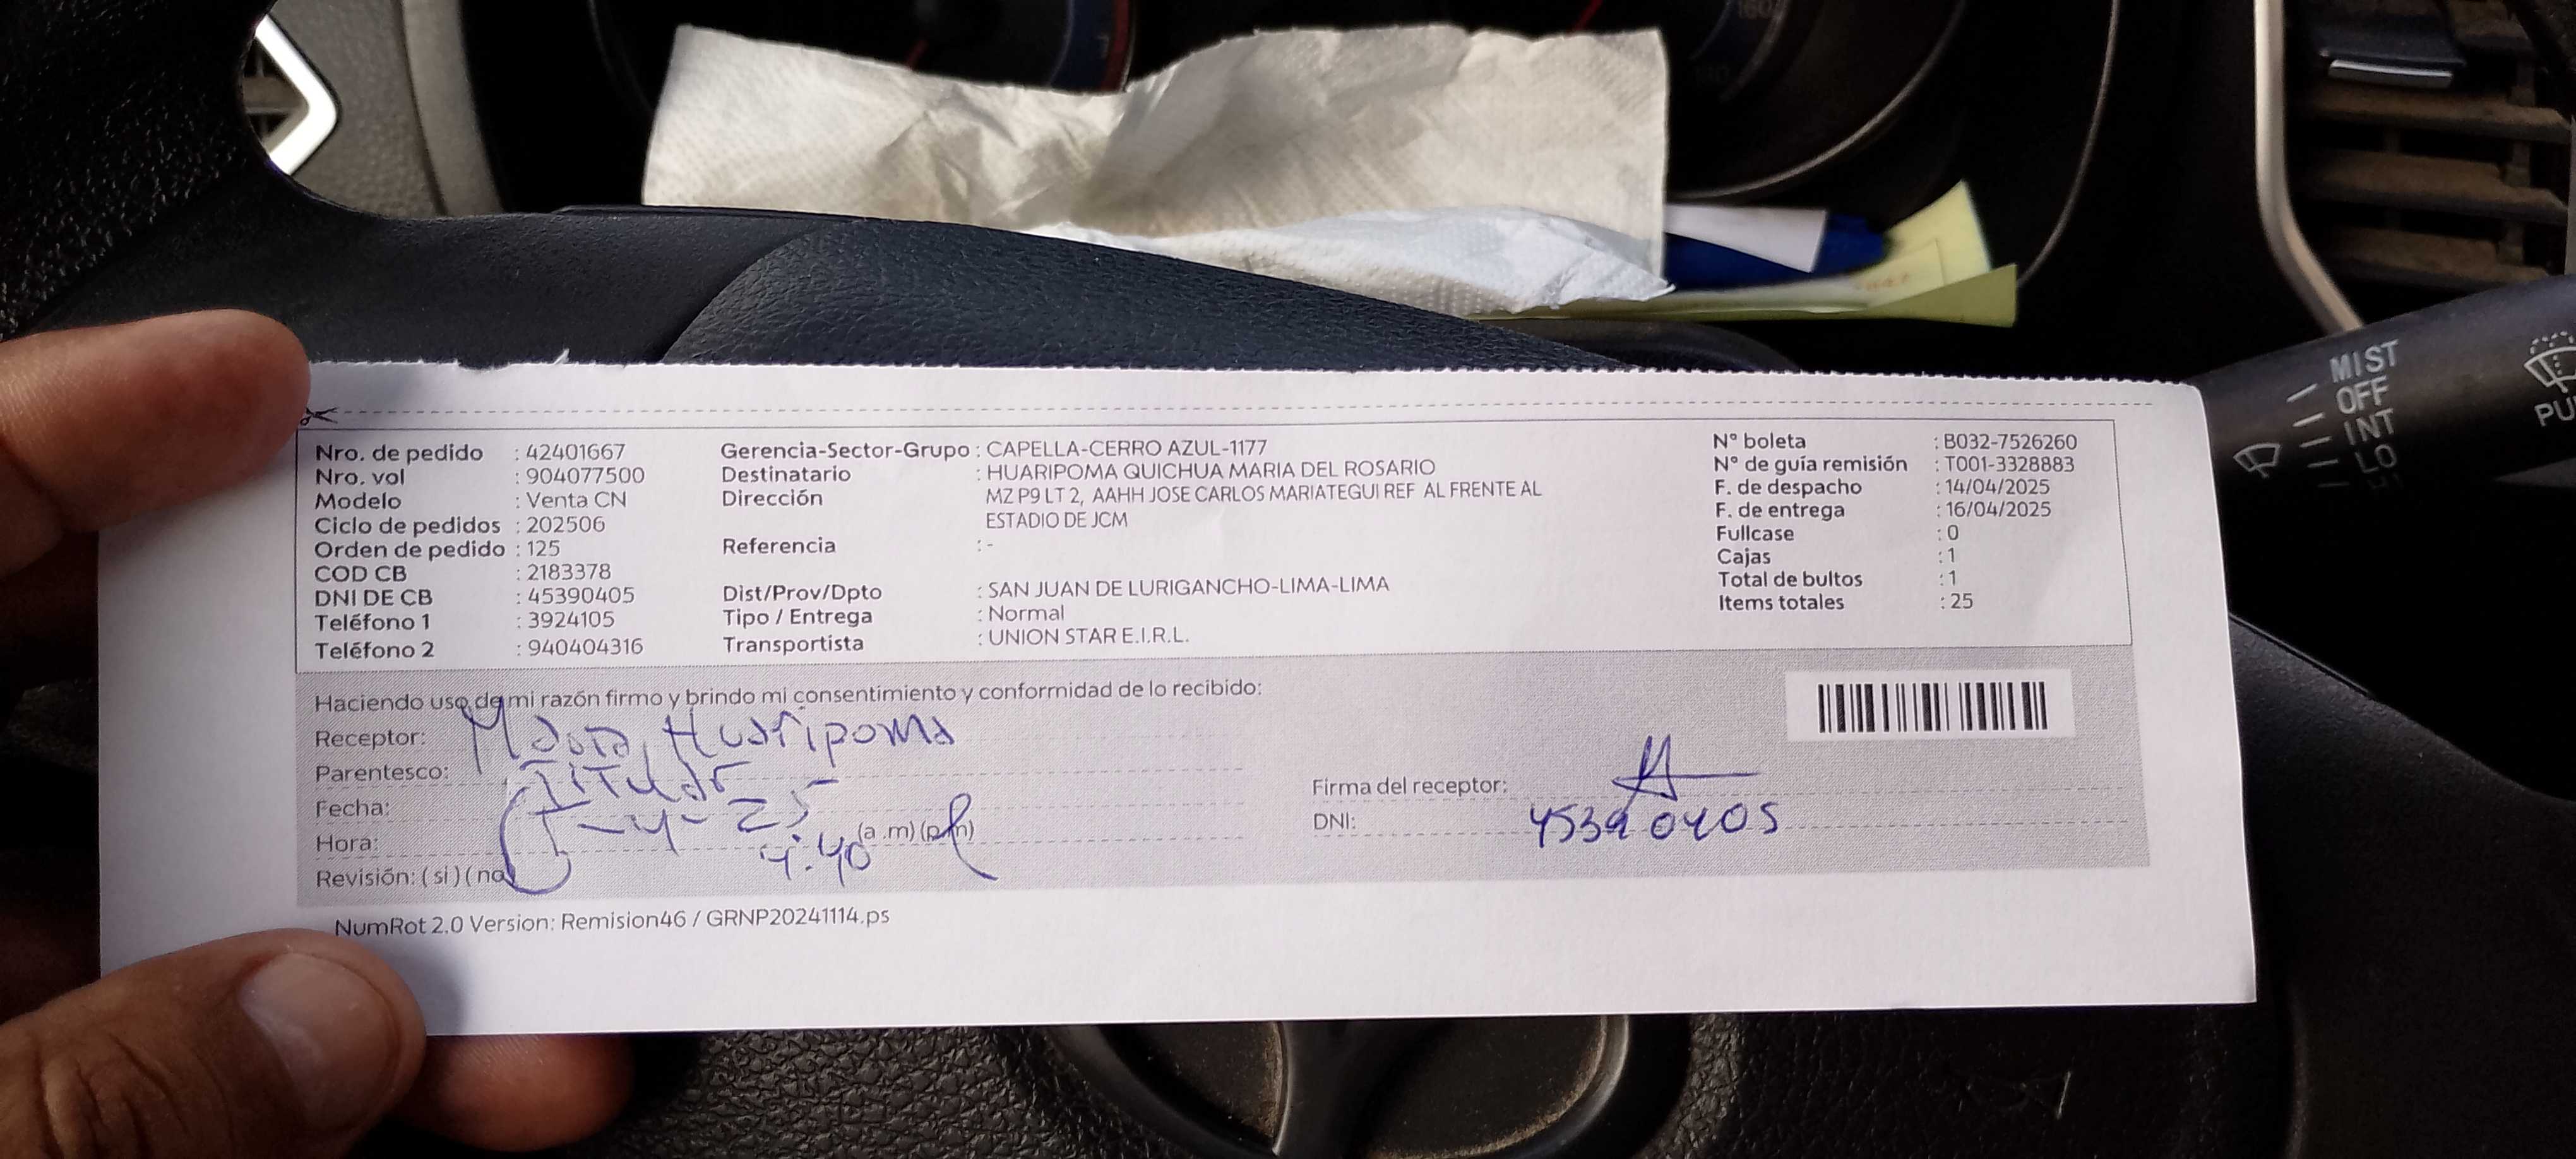 MIST
OFF
INT
LO
PU
Nro. de pedido : 42401667
Nro. vol : 904077500
Modelo : Venta CN
Ciclo de pedidos : 202506
Orden de pedido : 125
COD CB : 2183378
DNI DE CB : 45390405
Teléfono 1 : 3924105
Teléfono 2 : 940404316
Gerencia-Sector-Grupo : CAPELLA-CERRO AZUL-1177
Destinatario : HUARIPOMA QUICHUA MARIA DEL ROSARIO
Dirección MZ P9 LT 2, AAHH JOSE CARLOS MARIATEGUI REF AL FRENTE AL
ESTADIO DE JCM
Referencia : -
Dist/Prov/Dpto : SAN JUAN DE LURIGANCHO-LIMA-LIMA
Tipo / Entrega : Normal
Transportista : UNION STAR E.I.R.L.
N° boleta : B032-7526260
N° de guía remisión : T001-3328883
F. de despacho : 14/04/2025
F. de entrega : 16/04/2025
Fullcase : 0
Cajas : 1
Total de bultos : 1
Items totales : 25
Haciendo uso de mi razón firmo y brindo mi consentimiento y conformidad de lo recibido:
Receptor: Huaripoma
Parentesco: Titular
Fecha:
Hora: 4:40 (a .m) (p.m)
Revisión: ( si ) ( no )
Firma del receptor:
DNI: 45390405
NumRot 2.0 Version: Remision46 / GRNP20241114.ps